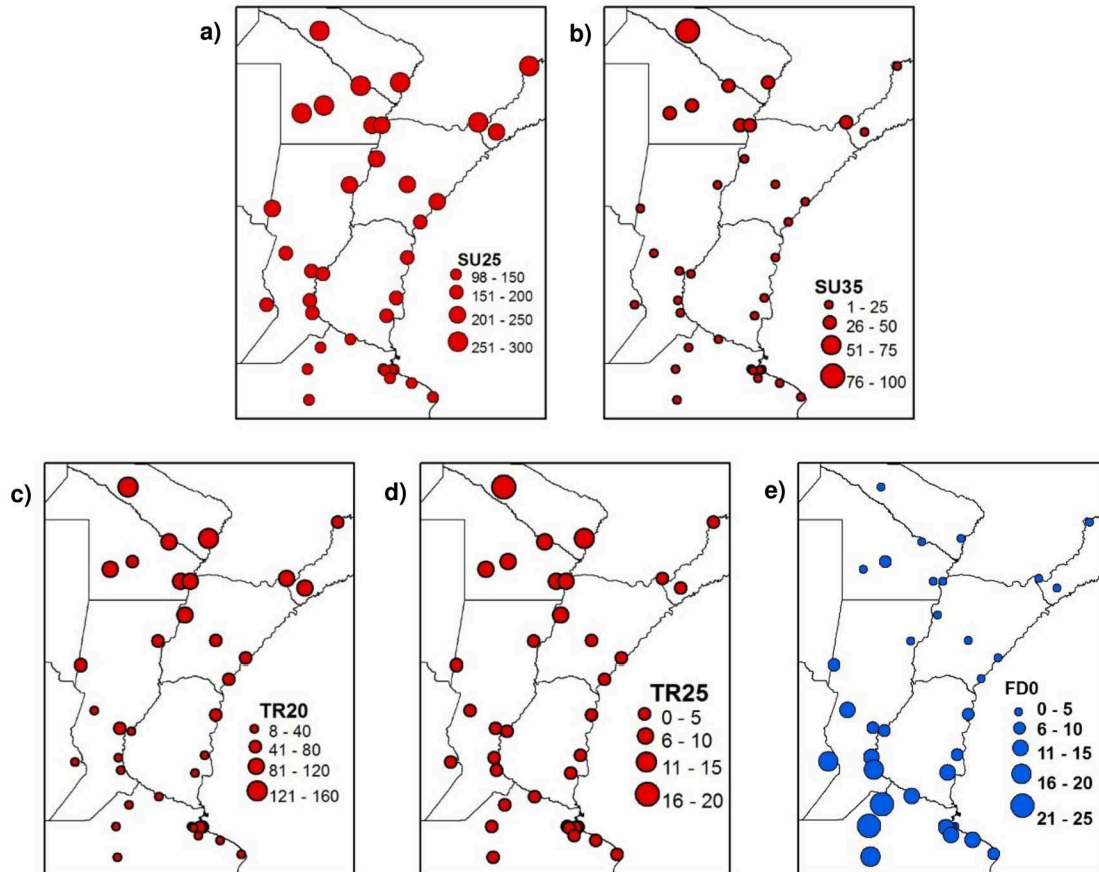 a)
SU25
98 - 150
151 - 200
201 - 250
251 - 300
b)
SU35
1 - 25
26 - 50
51 - 75
76 - 100
c)
TR20
8 - 40
41 - 80
81 - 120
121 - 160
d)
TR25
0 - 5
6 - 10
11 - 15
16 - 20
e)
FD0
0 - 5
6 - 10
11 - 15
16 - 20
21 - 25